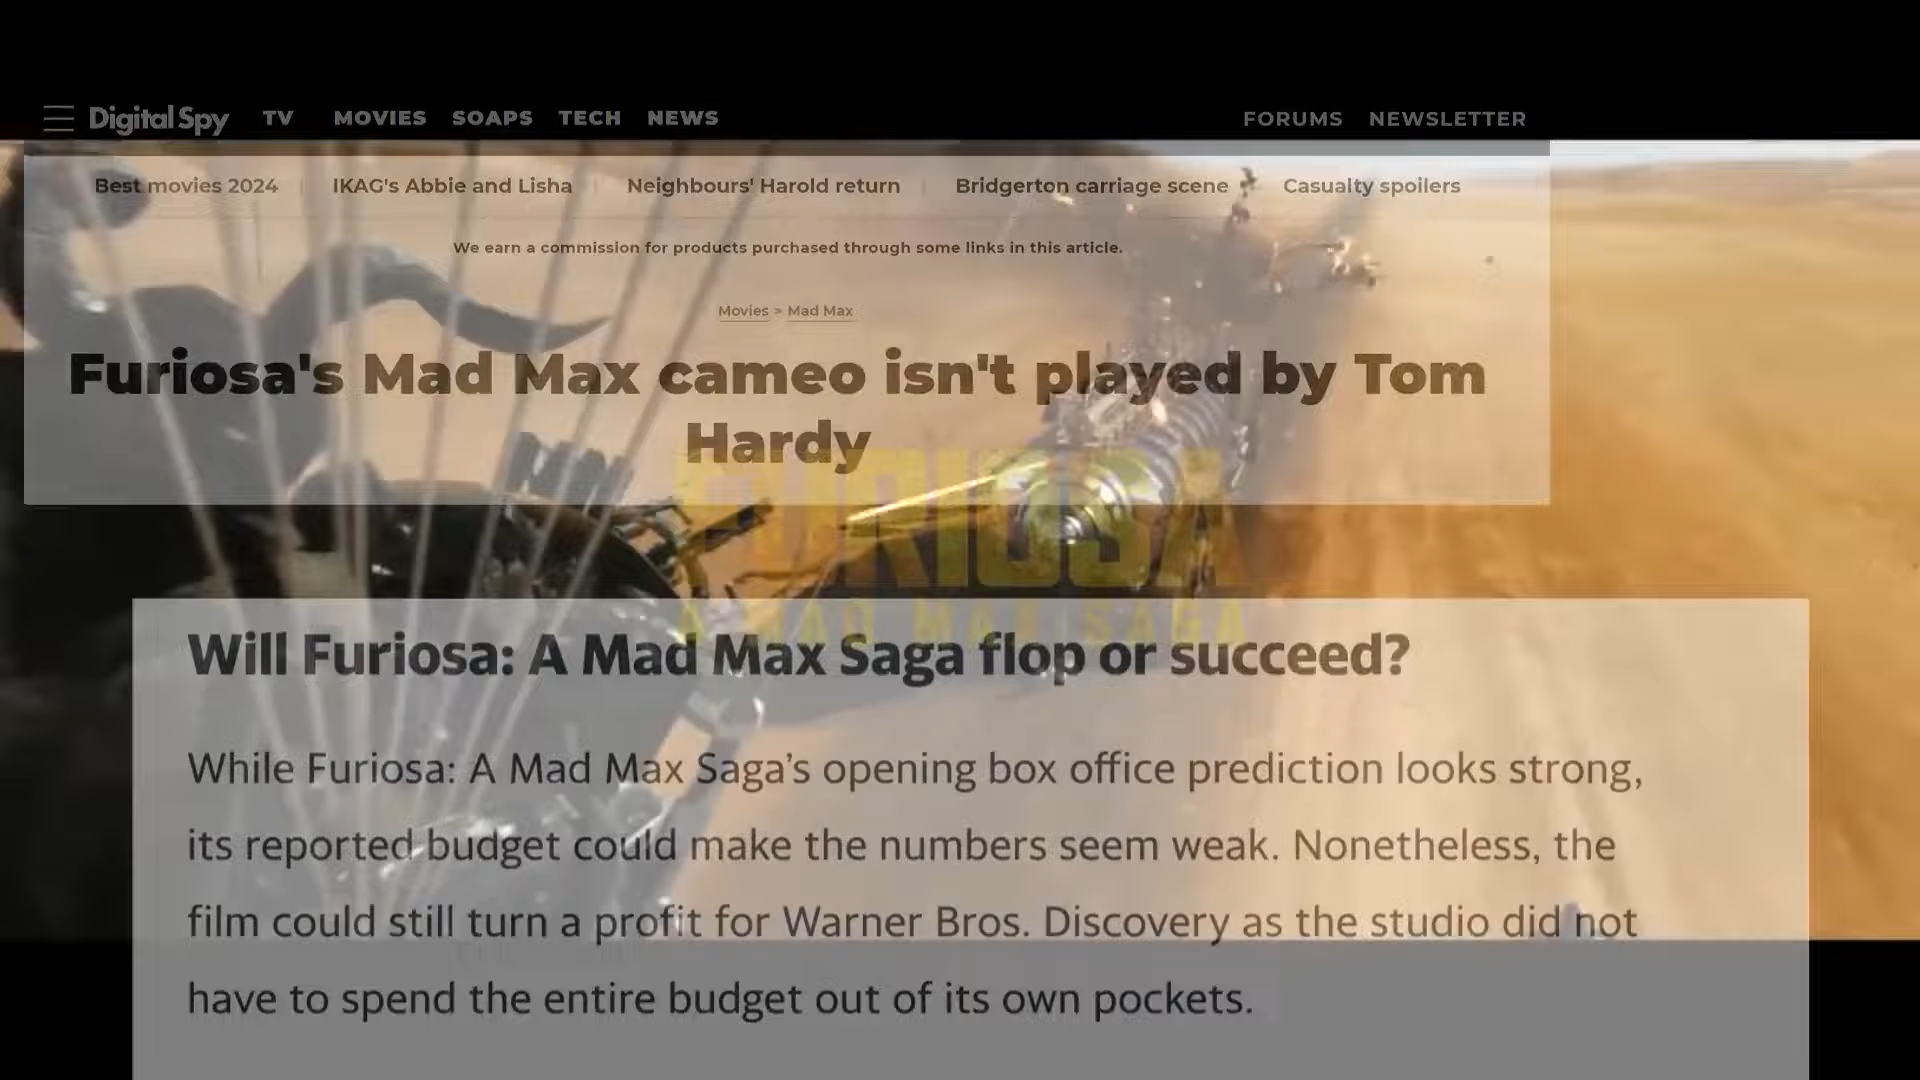 Digital Spy TV MOVIES SOAPS TECH NEWS FORUMS NEWSLETTER
Best movies 2024 IKAG's Abbie and Lisha Neighbours' Harold return Bridgerton carriage scene Casualty spoilers
We earn a commission for products purchased through some links in this article.
Movies > Mad Max
Furiosa's Mad Max cameo isn't played by Tom
Hardy
FURIOSA
A MAD MAX SAGA
Will Furiosa: A Mad Max Saga flop or succeed?
While Furiosa: A Mad Max Saga’s opening box office prediction looks strong,
its reported budget could make the numbers seem weak. Nonetheless, the
film could still turn a profit for Warner Bros. Discovery as the studio did not
have to spend the entire budget out of its own pockets.